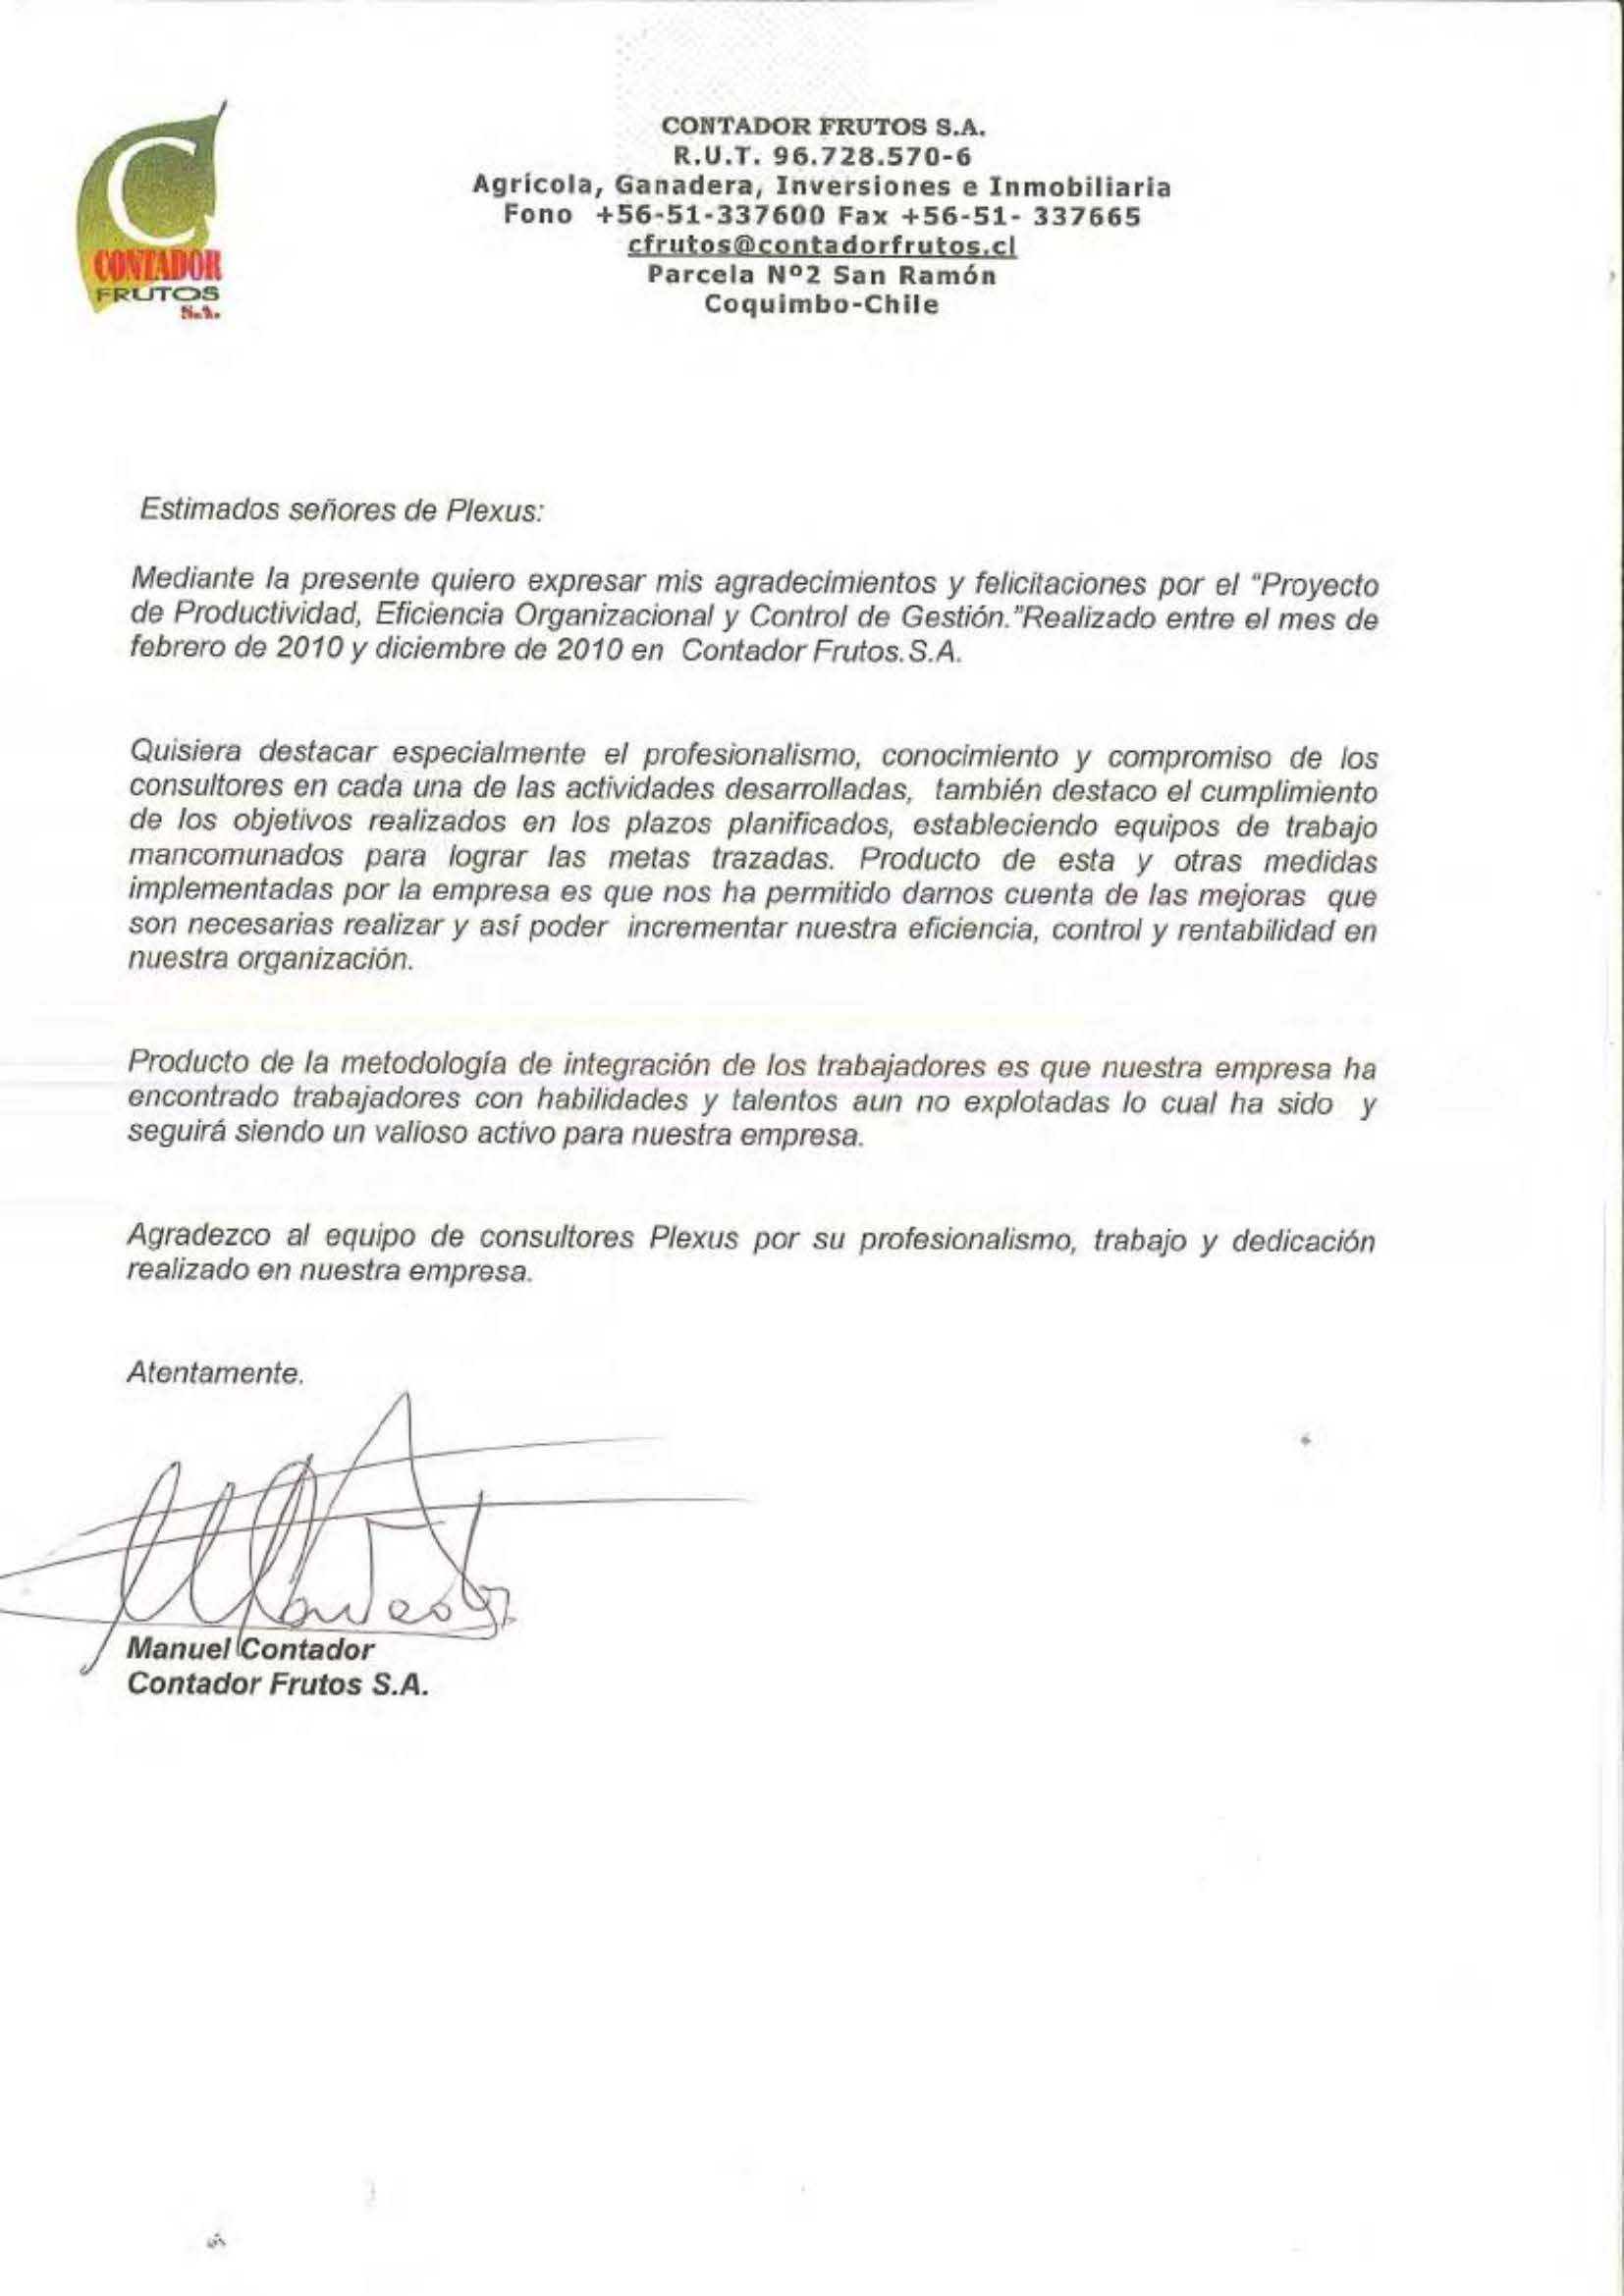 C
CONTADOR
FRUTOS
S.A.
CONTADOR FRUTOS S.A.
R.U.T. 96.728.570-6
Agrícola, Ganadera, Inversiones e Inmobiliaria
Fono +56-51-337600 Fax +56-51- 337665
cfrutos@contadorfrutos.cl
Parcela Nº2 San Ramón
Coquimbo-Chile
Estimados señores de Plexus:
Mediante la presente quiero expresar mis agradecimientos y felicitaciones por el "Proyecto
de Productividad, Eficiencia Organizacional y Control de Gestión."Realizado entre el mes de
febrero de 2010 y diciembre de 2010 en Contador Frutos.S.A.
Quisiera destacar especialmente el profesionalismo, conocimiento y compromiso de los
consultores en cada una de las actividades desarrolladas, también destaco el cumplimiento
de los objetivos realizados en los plazos planificados, estableciendo equipos de trabajo
mancomunados para lograr las metas trazadas. Producto de esta y otras medidas
implementadas por la empresa es que nos ha permitido darnos cuenta de las mejoras que
son necesarias realizar y así poder incrementar nuestra eficiencia, control y rentabilidad en
nuestra organización.
Producto de la metodología de integración de los trabajadores es que nuestra empresa ha
encontrado trabajadores con habilidades y talentos aun no explotadas lo cual ha sido y
seguirá siendo un valioso activo para nuestra empresa.
Agradezco al equipo de consultores Plexus por su profesionalismo, trabajo y dedicación
realizado en nuestra empresa.
Atentamente.
Manuel Contador
Contador Frutos S.A.